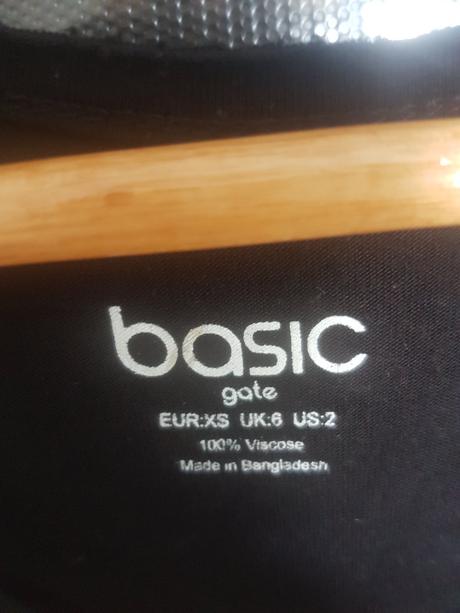 basic
gate
EUR:XS UK:6 US:2
100% Viscose
Made in Bangladesh